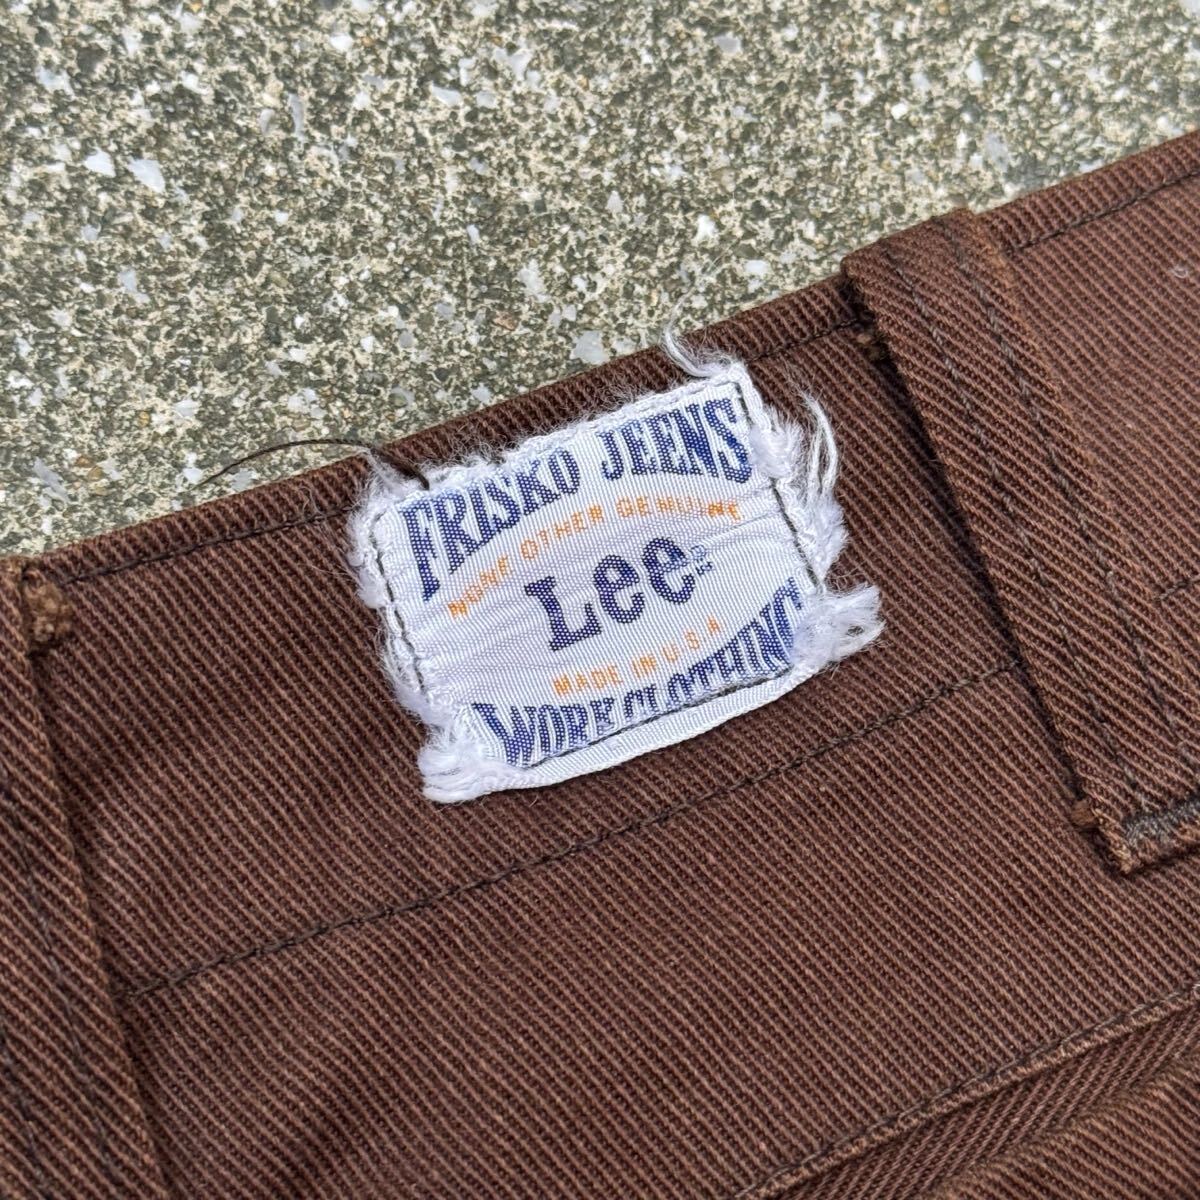 FRISKO JEENS
NONE OTHER GENUINE
Lee
MADE IN U.S.A
WORK CLOTHING